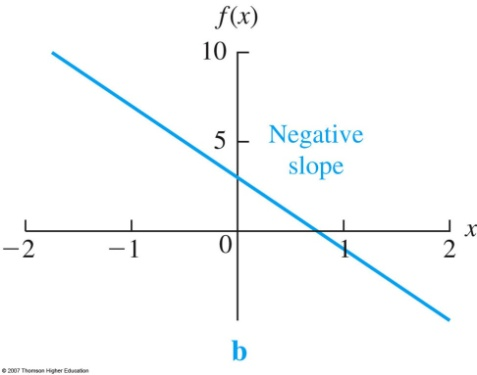 f(x)
10
5
Negative
slope
x
−2
−1
0
1
2
b
© 2007 Thomson Higher Education